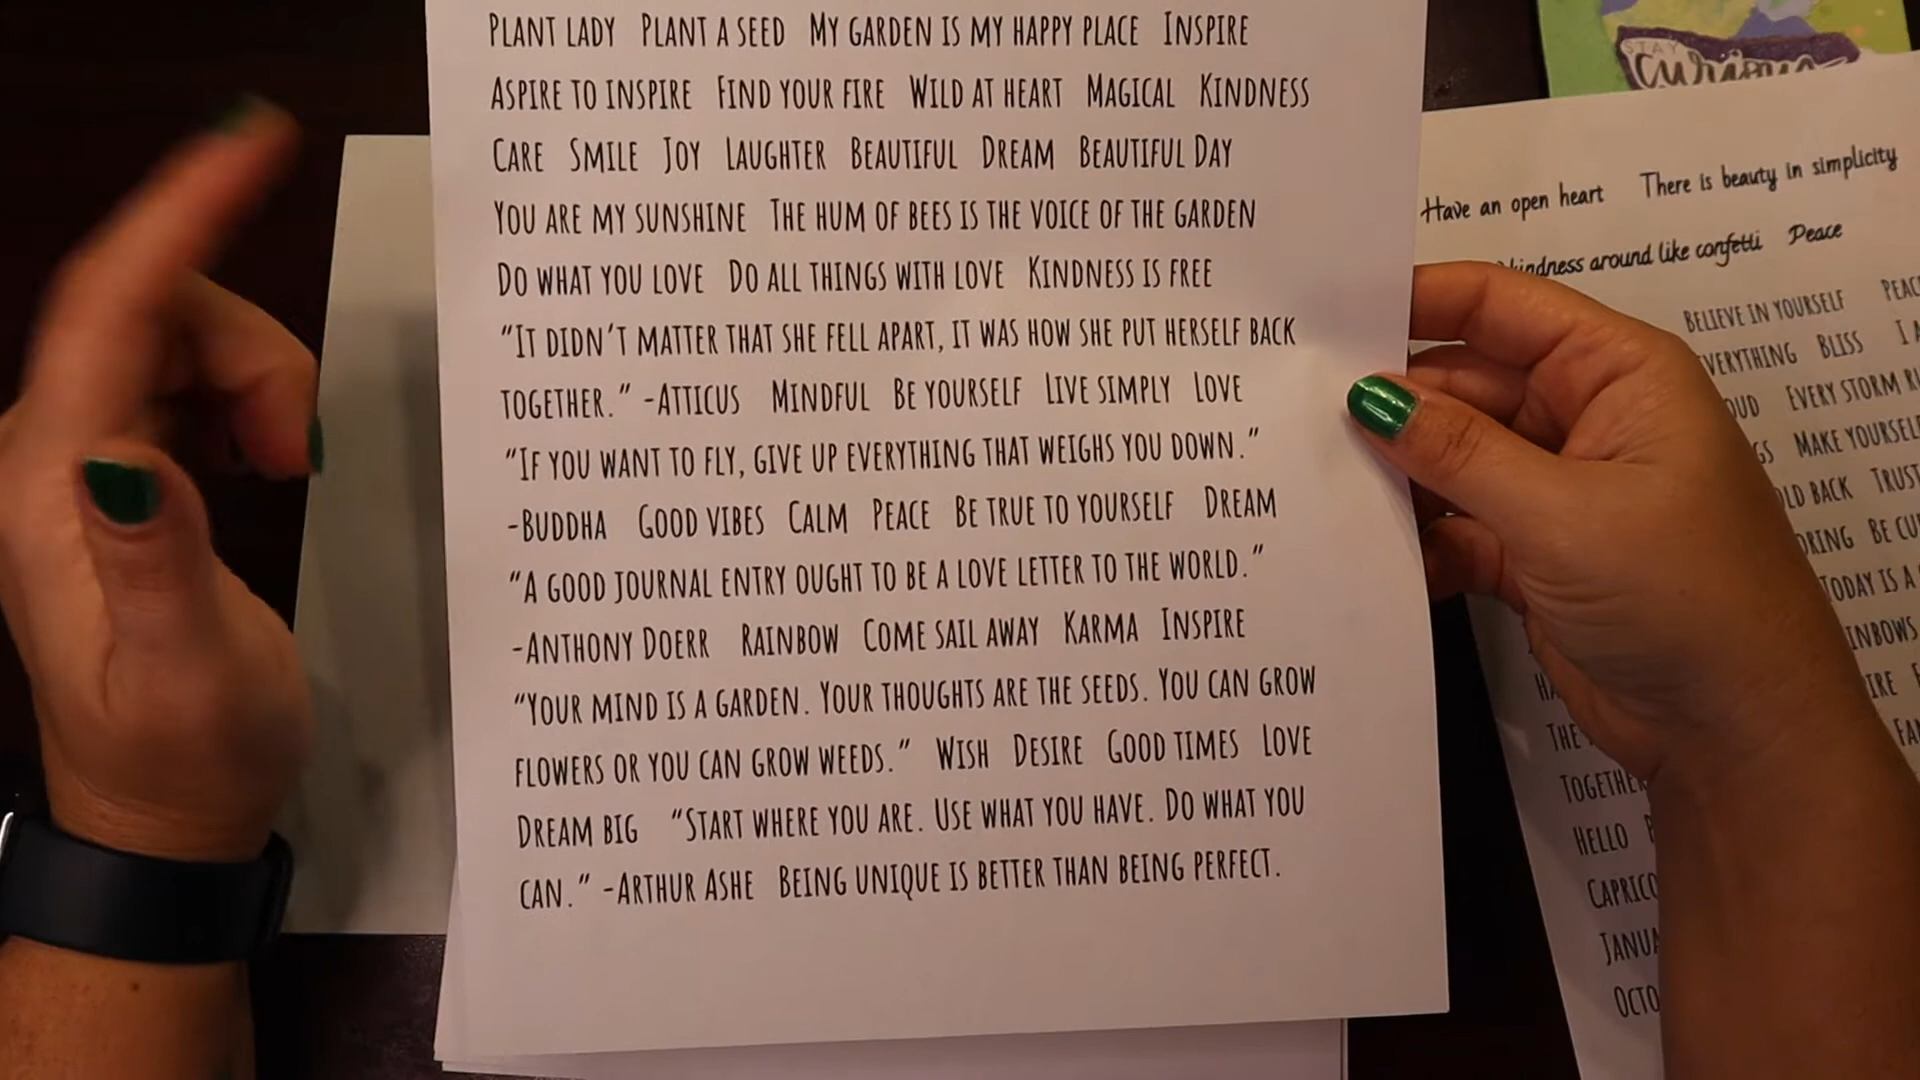 PLANT LADY PLANT A SEED MY GARDEN IS MY HAPPY PLACE INSPIRE
ASPIRE TO INSPIRE FIND YOUR FIRE WILD AT HEART MAGICAL KINDNESS
CARE SMILE JOY LAUGHTER BEAUTIFUL DREAM BEAUTIFUL DAY
YOU ARE MY SUNSHINE THE HUM OF BEES IS THE VOICE OF THE GARDEN
DO WHAT YOU LOVE DO ALL THINGS WITH LOVE KINDNESS IS FREE
“IT DIDN’T MATTER THAT SHE FELL APART, IT WAS HOW SHE PUT HERSELF BACK
TOGETHER.” -ATTICUS MINDFUL BE YOURSELF LIVE SIMPLY LOVE
“IF YOU WANT TO FLY, GIVE UP EVERYTHING THAT WEIGHS YOU DOWN.”
-BUDDHA GOOD VIBES CALM PEACE BE TRUE TO YOURSELF DREAM
“A GOOD JOURNAL ENTRY OUGHT TO BE A LOVE LETTER TO THE WORLD.”
-ANTHONY DOERR RAINBOW COME SAIL AWAY KARMA INSPIRE
“YOUR MIND IS A GARDEN. YOUR THOUGHTS ARE THE SEEDS. YOU CAN GROW
FLOWERS OR YOU CAN GROW WEEDS.” WISH DESIRE GOOD TIMES LOVE
DREAM BIG “START WHERE YOU ARE. USE WHAT YOU HAVE. DO WHAT YOU
CAN.” -ARTHUR ASHE BEING UNIQUE IS BETTER THAN BEING PERFECT.
STAY
curious
Have an open heart There is beauty in simplicity
kindness around like confetti Peace
BELIEVE IN YOURSELF
EVERYTHING BLISS I
EVERY STORM
MAKE YOURSELF
BACK TRUST
BE
TODAY IS A
THE
TOGETHER
HELLO